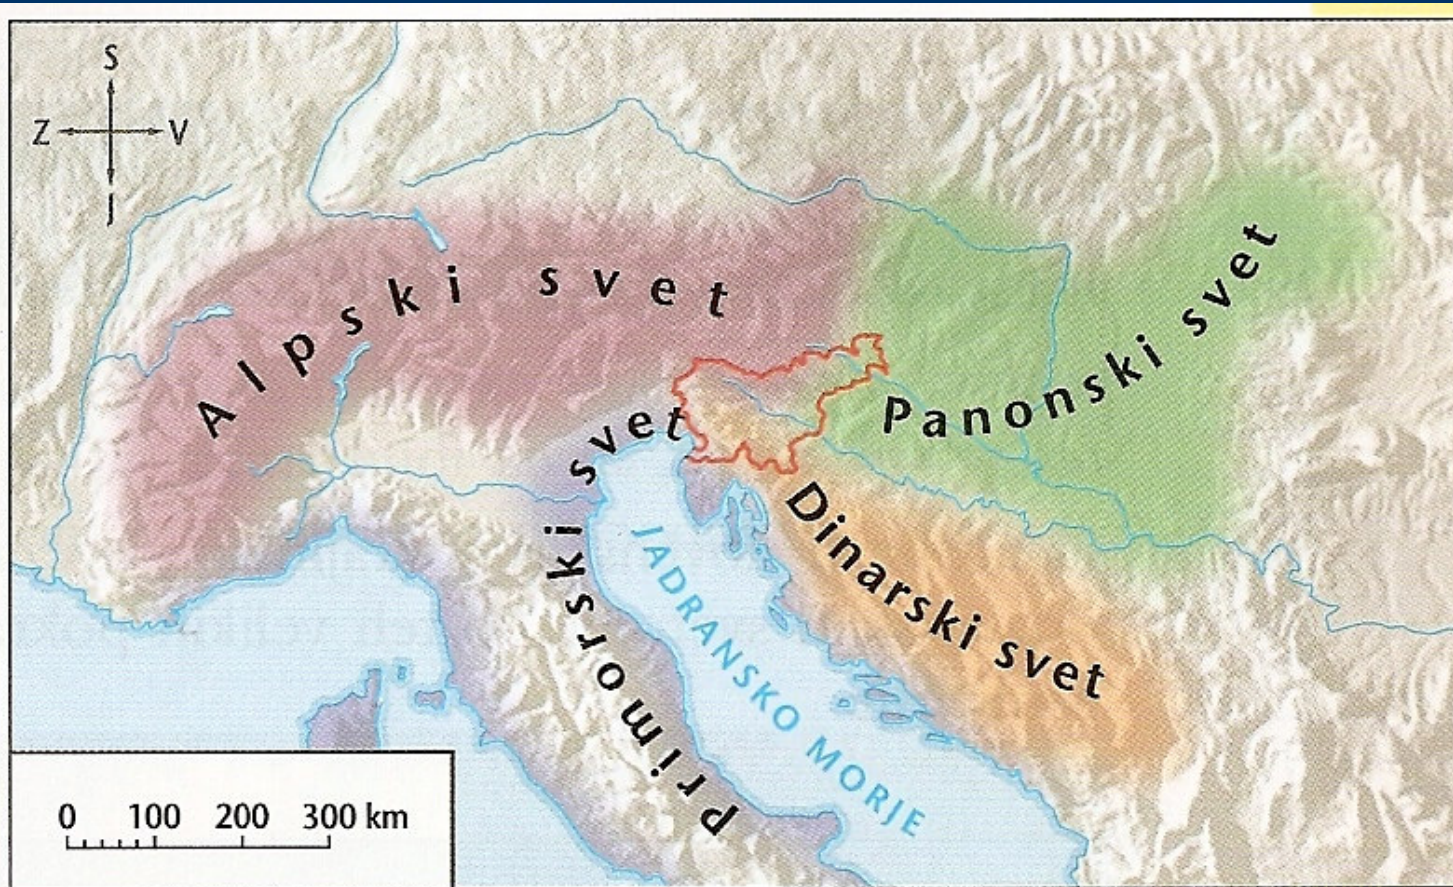 S
Z V
J
Alpski svet
Panonski svet
Primorski svet
Dinarski svet
JADRANSKO MORJE
0 100 200 300 km